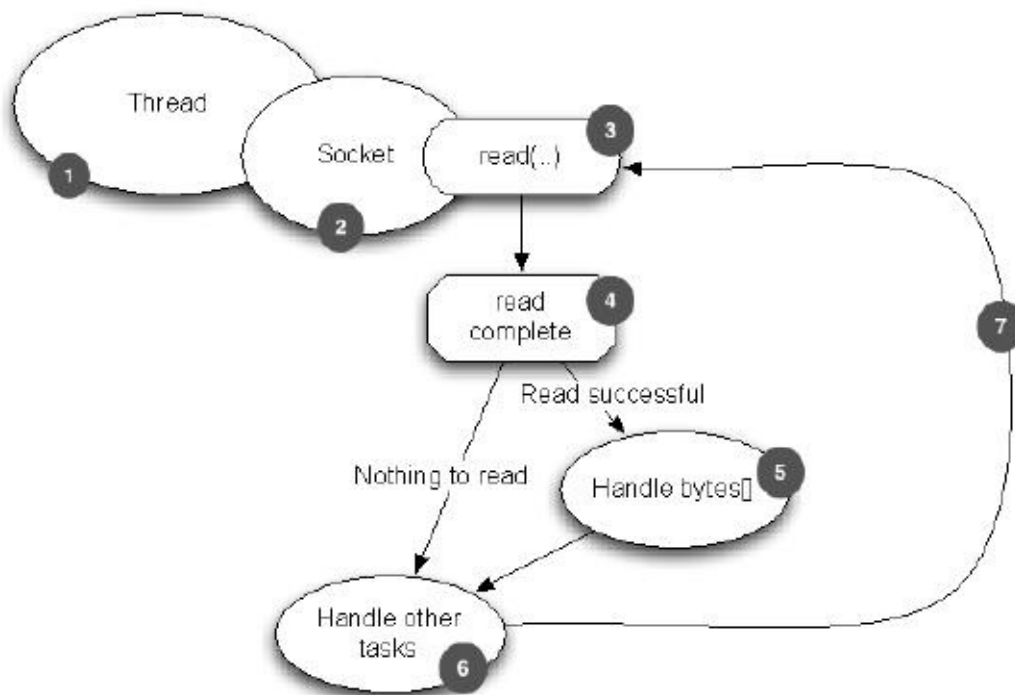 Thread
1
Socket
2
read(..)
3
read
complete
4
Read successful
Nothing to read
Handle bytes[]
5
Handle other
tasks
6
7